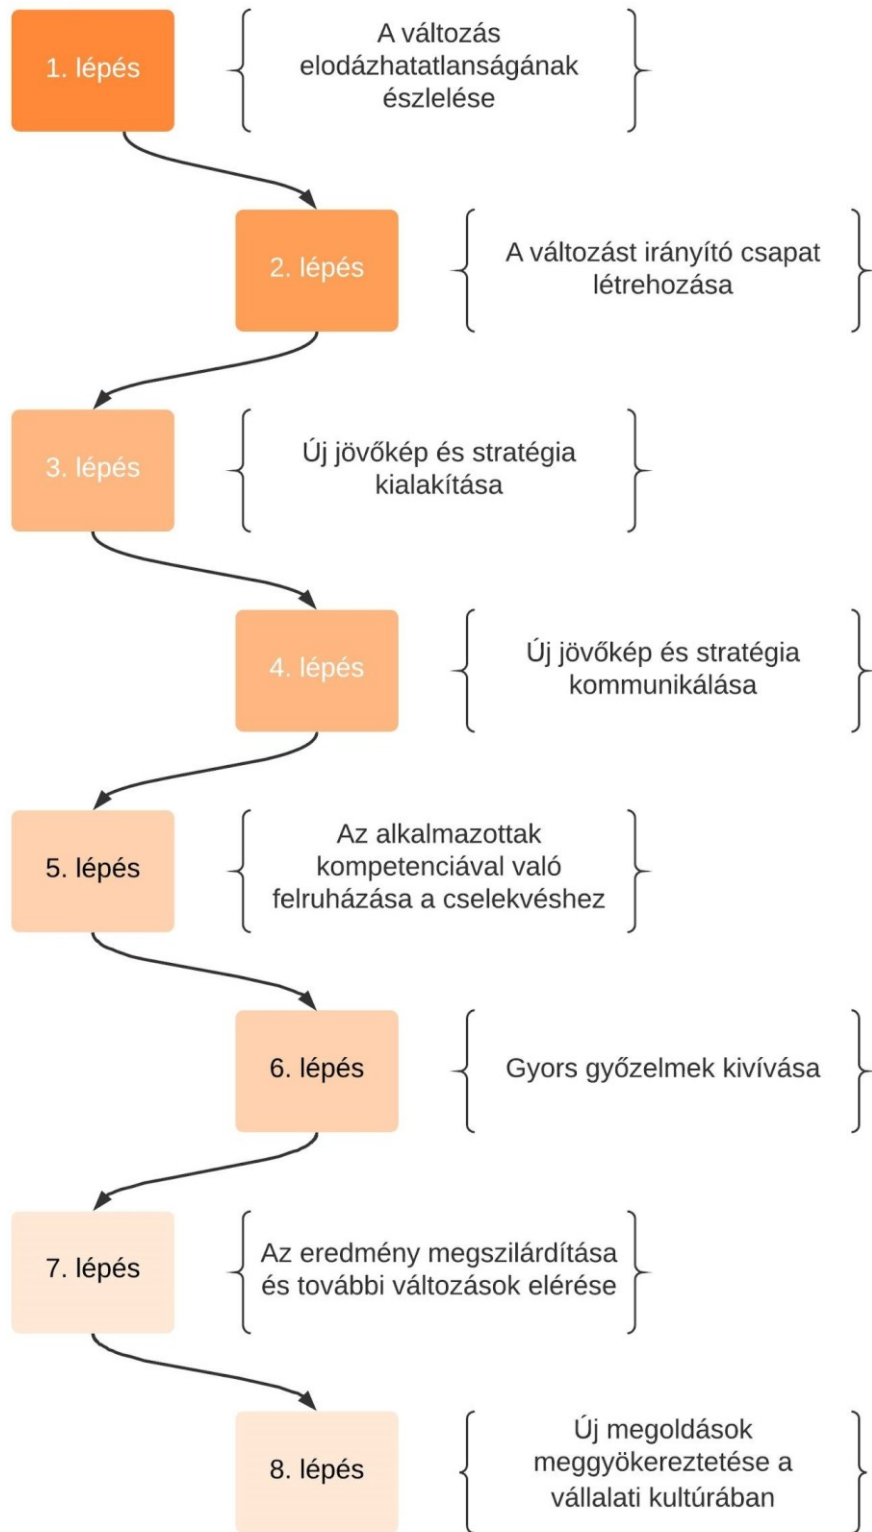 1. lépés
A változás
elodázhatatlanságának
észlelése
2. lépés
A változást irányító csapat
létrehozása
3. lépés
Új jövőkép és stratégia
kialakítása
4. lépés
Új jövőkép és stratégia
kommunikálása
5. lépés
Az alkalmazottak
kompetenciával való
felruházása a cselekvéshez
6. lépés
Gyors győzelmek kivívása
7. lépés
Az eredmény megszilárdítása
és további változások elérése
8. lépés
Új megoldások
meggyökereztetése a
vállalati kultúrában